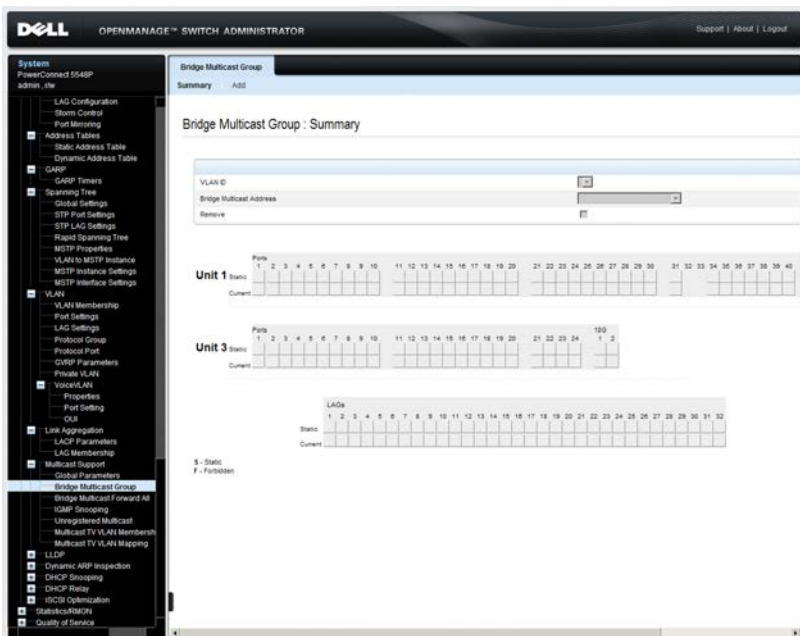 DELL OPENMANAGE™ SWITCH ADMINISTRATOR Support | About | Logout
System
PowerConnect 5548P
admin, r/w
LAG Configuration
Storm Control
Port Mirroring
Address Tables
Static Address Table
Dynamic Address Table
GARP
GARP Timers
Spanning Tree
Global Settings
STP Port Settings
STP LAG Settings
Rapid Spanning Tree
MSTP Properties
VLAN to MSTP Instance
MSTP Instance Settings
MSTP Interface Settings
VLAN
VLAN Membership
Port Settings
LAG Settings
Protocol Group
Protocol Port
GVRP Parameters
Private VLAN
VoiceVLAN
Properties
Port Setting
OUI
Link Aggregation
LACP Parameters
LAG Membership
Multicast Support
Global Parameters
Bridge Multicast Group
Bridge Multicast Forward All
IGMP Snooping
Unregistered Multicast
Multicast TV VLAN Membersh
Multicast TV VLAN Mapping
LLDP
Dynamic ARP Inspection
DHCP Snooping
DHCP Relay
iSCSI Optimization
Statistics/RMON
Quality of Service
Bridge Multicast Group
Summary Add
Bridge Multicast Group : Summary
VLAN ID
Bridge Multicast Address
Remove
Ports
1 2 3 4 5 6 7 8 9 10 11 12 13 14 15 16 17 18 19 20 21 22 23 24 25 26 27 28 29 30 31 32 33 34 35 36 37 38 39 40
Unit 1 Static
Current
Ports 10G
1 2 3 4 5 6 7 8 9 10 11 12 13 14 15 16 17 18 19 20 21 22 23 24 1 2
Unit 3 Static
Current
LAGs
1 2 3 4 5 6 7 8 9 10 11 12 13 14 15 16 17 18 19 20 21 22 23 24 25 26 27 28 29 30 31 32
Static
Current
S - Static
F - Forbidden